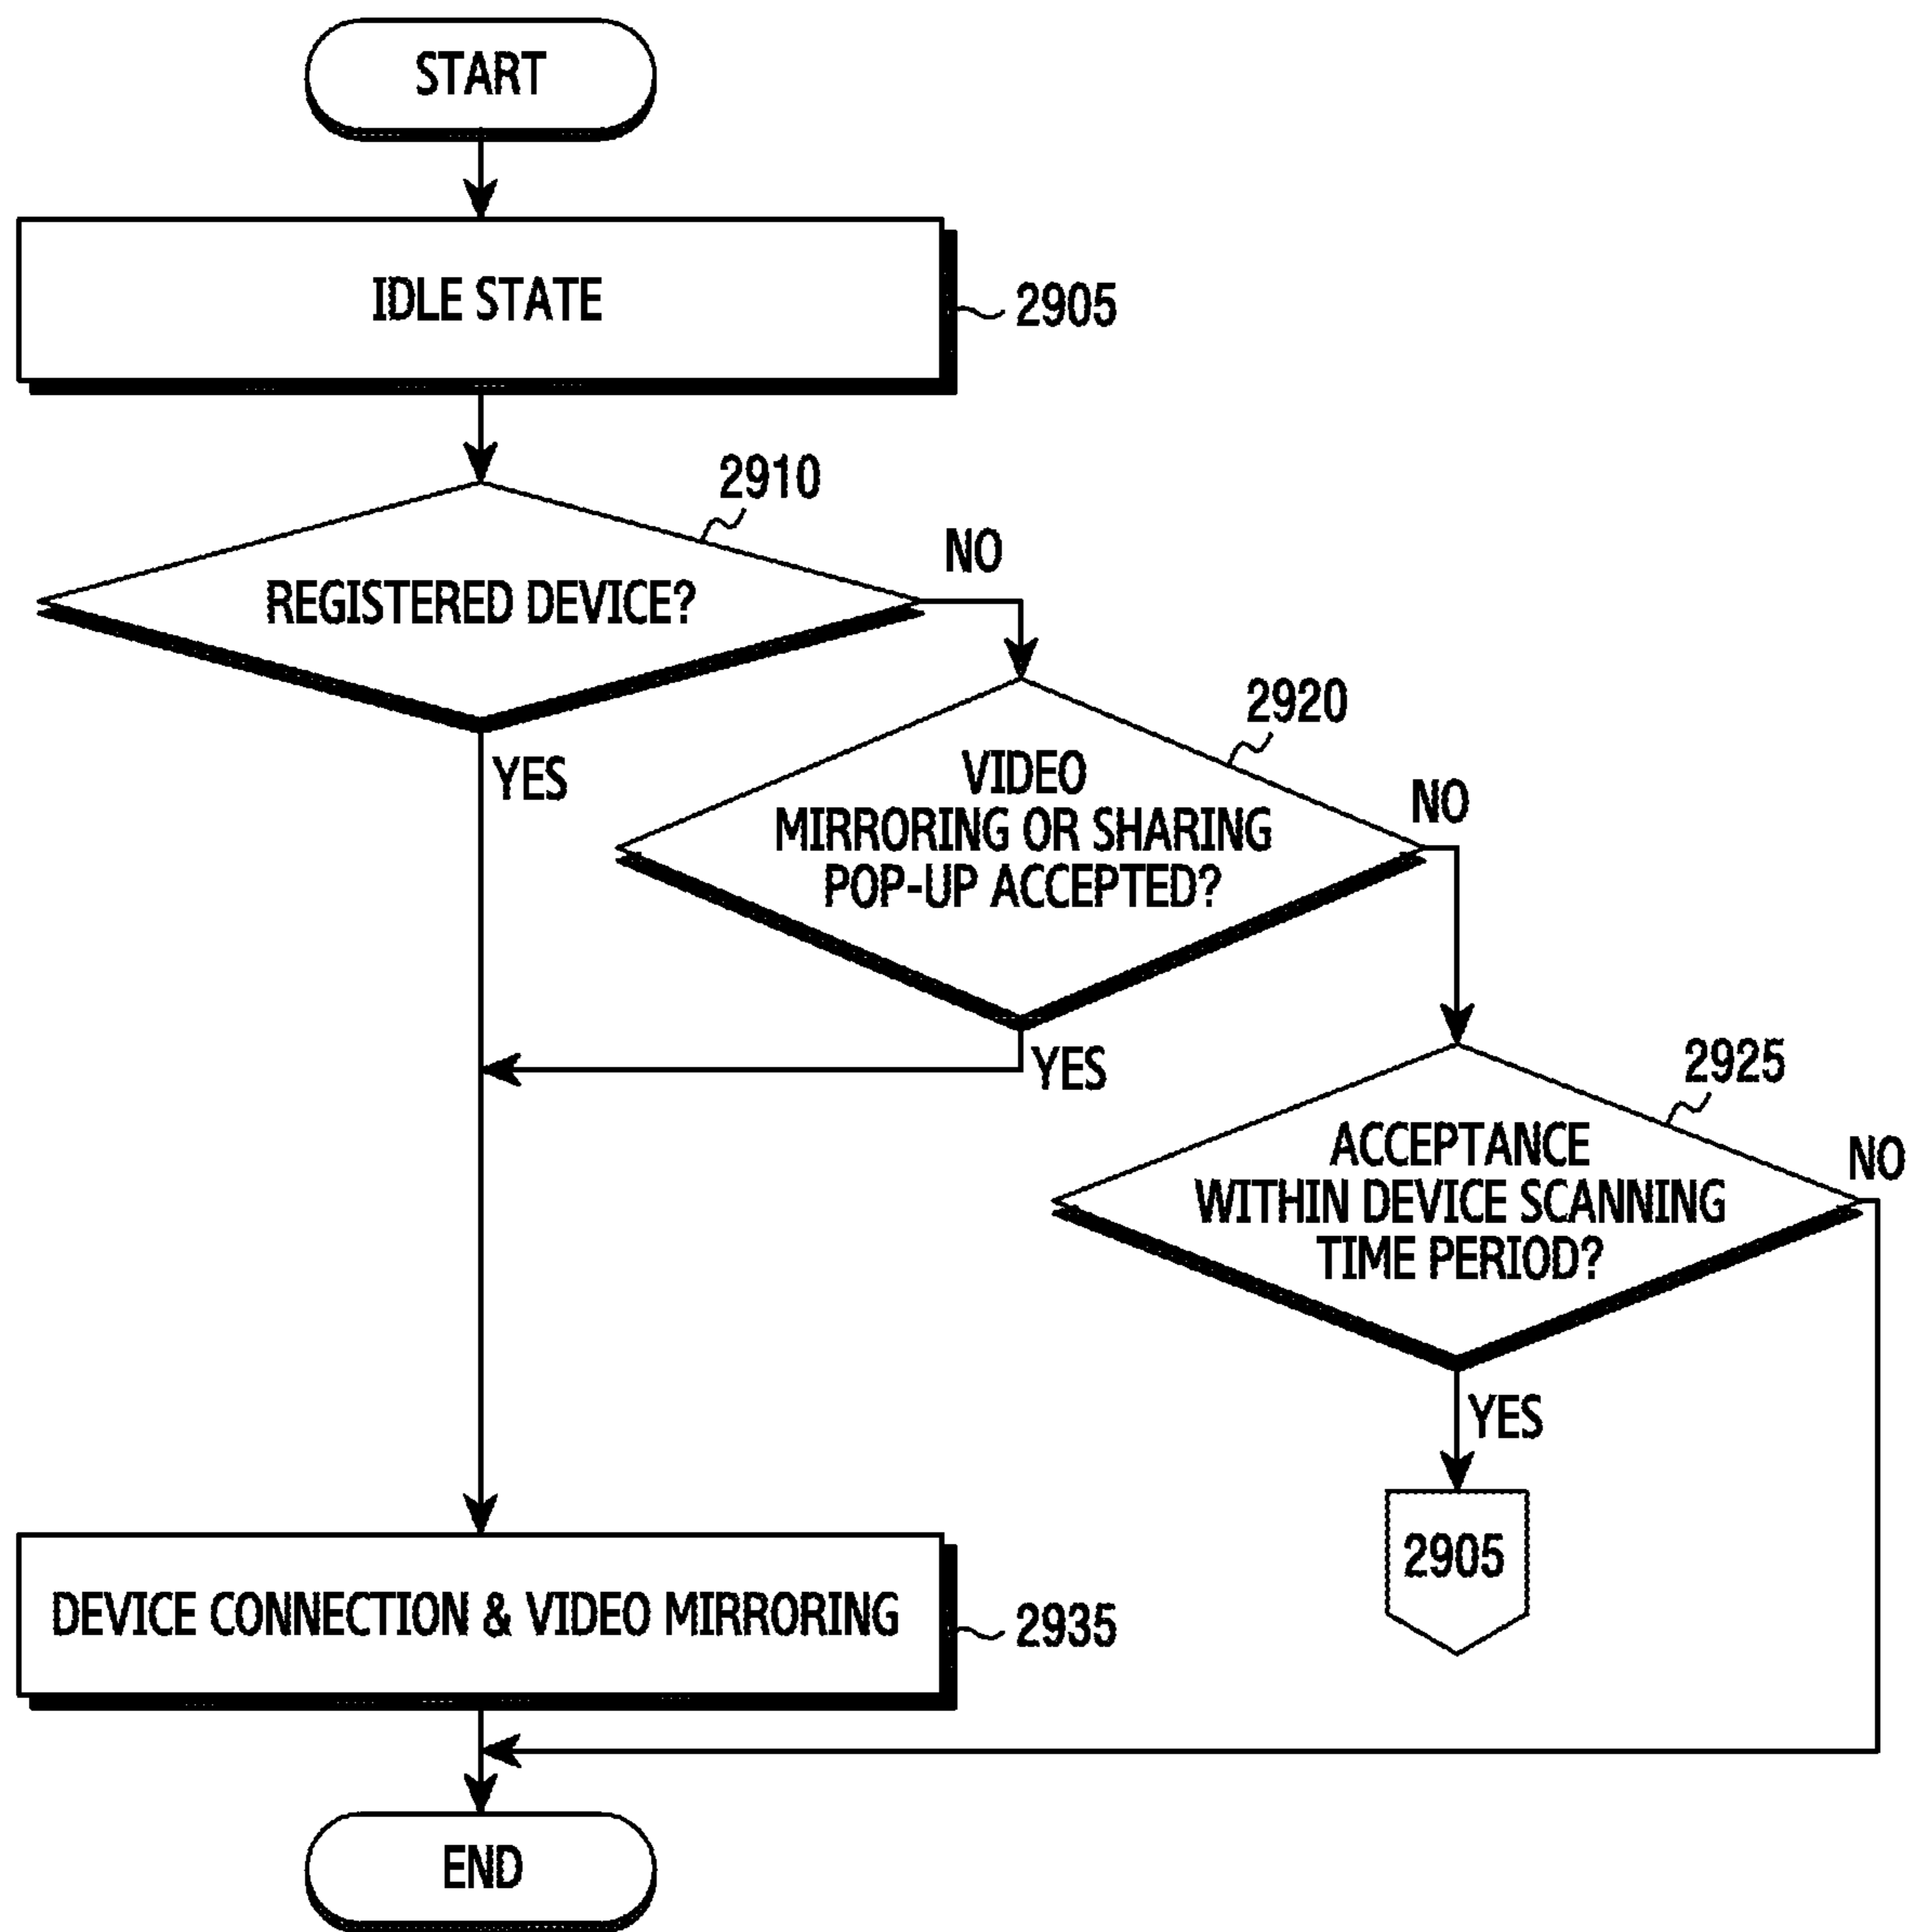 START
IDLE STATE
2905
2910
REGISTERED DEVICE?
NO
YES
2920
VIDEO
MIRRORING OR SHARING
POP-UP ACCEPTED?
NO
YES
2925
ACCEPTANCE
WITHIN DEVICE SCANNING
TIME PERIOD?
NO
YES
2905
DEVICE CONNECTION & VIDEO MIRRORING
2935
END